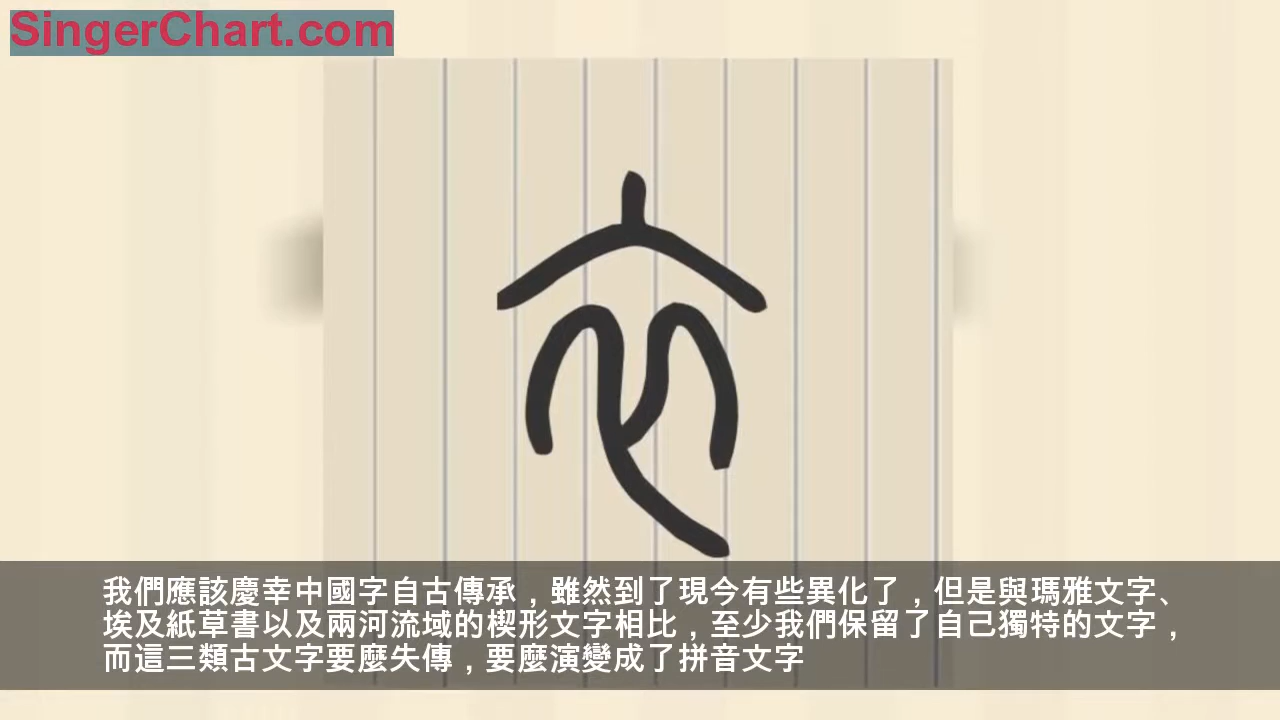 SingerChart.com
我們應該慶幸中國字自古傳承，雖然到了現今有些異化了，但是與瑪雅文字、
埃及紙草書以及兩河流域的楔形文字相比，至少我們保留了自己獨特的文字，
而這三類古文字要麼失傳，要麼演變成了拼音文字